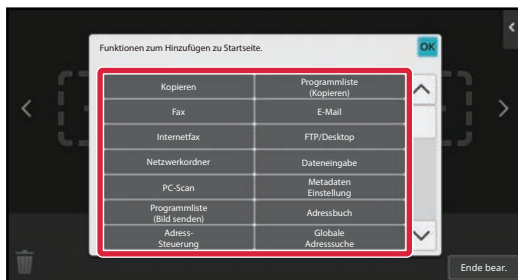 Funktionen zum Hinzufügen zu Startseite.
OK
Kopieren
Programmliste
(Kopieren)
Fax
E-Mail
Internetfax
FTP/Desktop
Netzwerkordner
Dateneingabe
PC-Scan
Metadaten
Einstellung
Programmliste
(Bild senden)
Adressbuch
Adress-
Steuerung
Globale
Adresssuche
Ende bear.